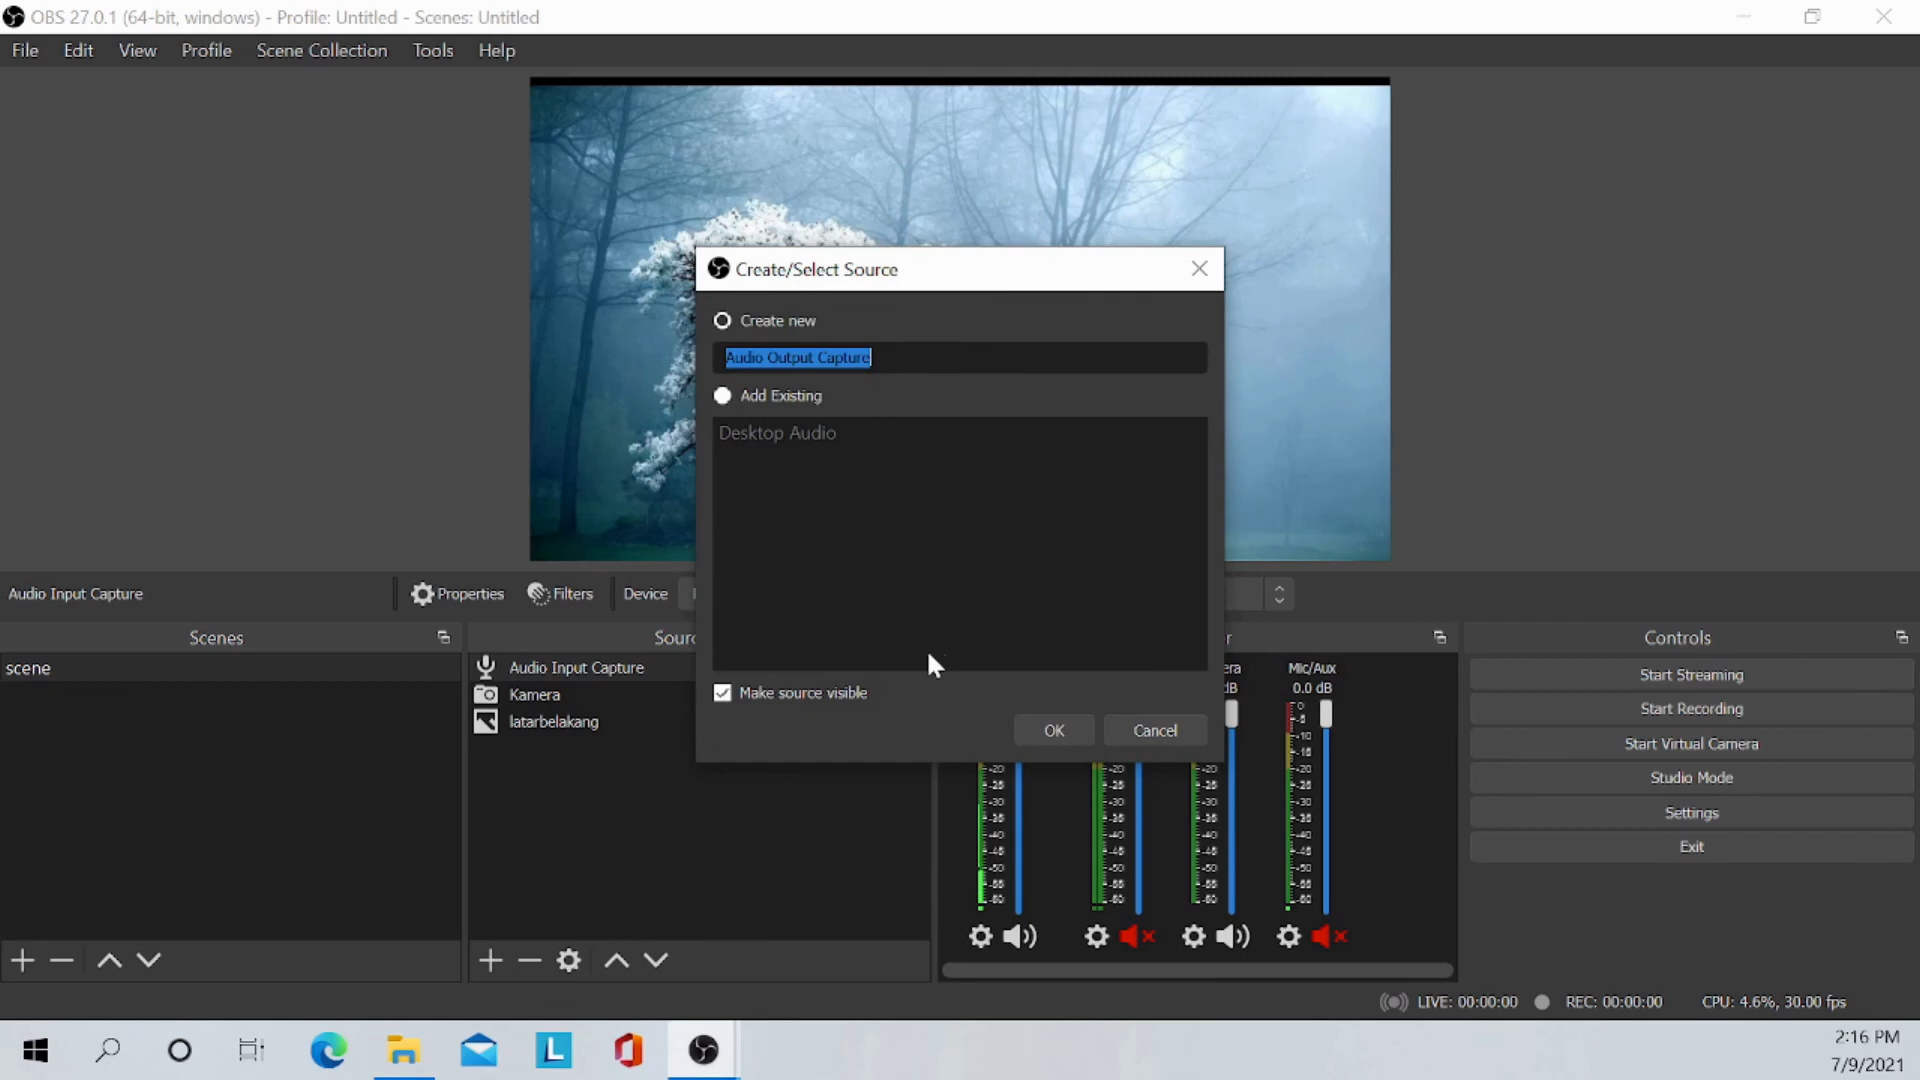 OBS 27.0.1 (64-bit, windows) - Profile: Untitled - Scenes: Untitled
File Edit View Profile Scene Collection Tools Help
Create/Select Source
Create new
Audio Output Capture
Add Existing
Desktop Audio
Make source visible
OK Cancel
Audio Input Capture
Properties Filters Device
Scenes
scene
Audio Input Capture
Kamera
latarbelakang
Mic/Aux
0.0 dB
Controls
Start Streaming
Start Recording
Start Virtual Camera
Studio Mode
Settings
Exit
LIVE: 00:00:00 REC: 00:00:00 CPU: 4.6%, 30.00 fps
2:16 PM
7/9/2021